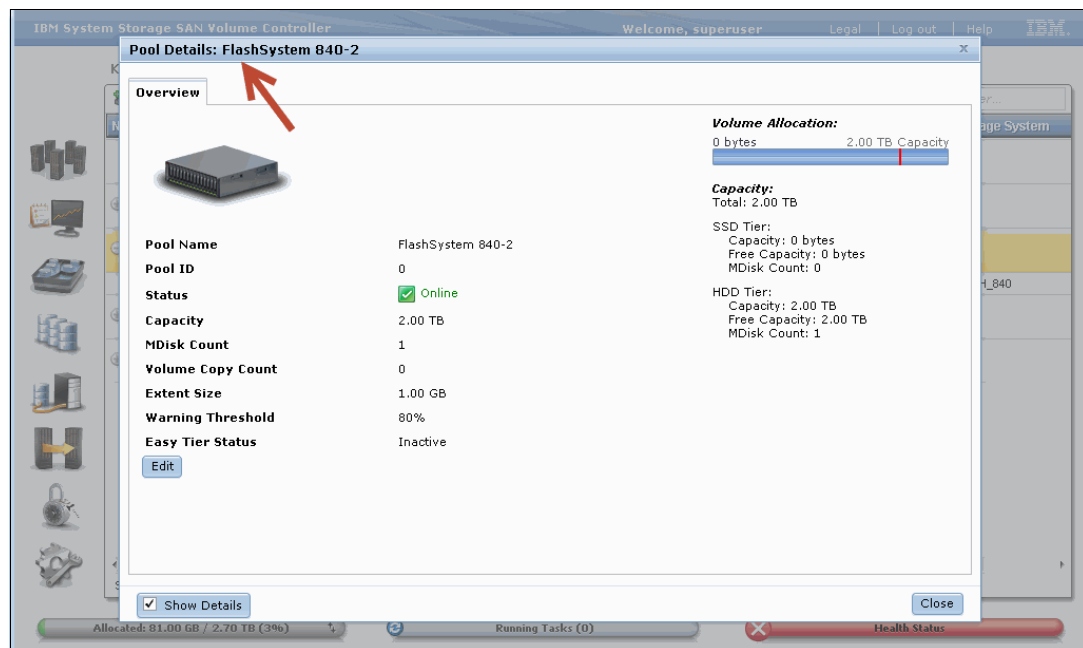 IBM System Storage SAN Volume Controller
Welcome, superuser
Legal
Log out
Help
IBM.
Pool Details: FlashSystem 840-2
x
Overview
Volume Allocation:
0 bytes
2.00 TB Capacity
Capacity:
Total: 2.00 TB
SSD Tier:
Capacity: 0 bytes
Free Capacity: 0 bytes
MDisk Count: 0
HDD Tier:
Capacity: 2.00 TB
Free Capacity: 2.00 TB
MDisk Count: 1
Pool Name FlashSystem 840-2
Pool ID 0
Status Online
Capacity 2.00 TB
MDisk Count 1
Volume Copy Count 0
Extent Size 1.00 GB
Warning Threshold 80%
Easy Tier Status Inactive
Edit
Show Details
Close
Allocated: 81.00 GB / 2.70 TB (3%)
Running Tasks (0)
Health Status